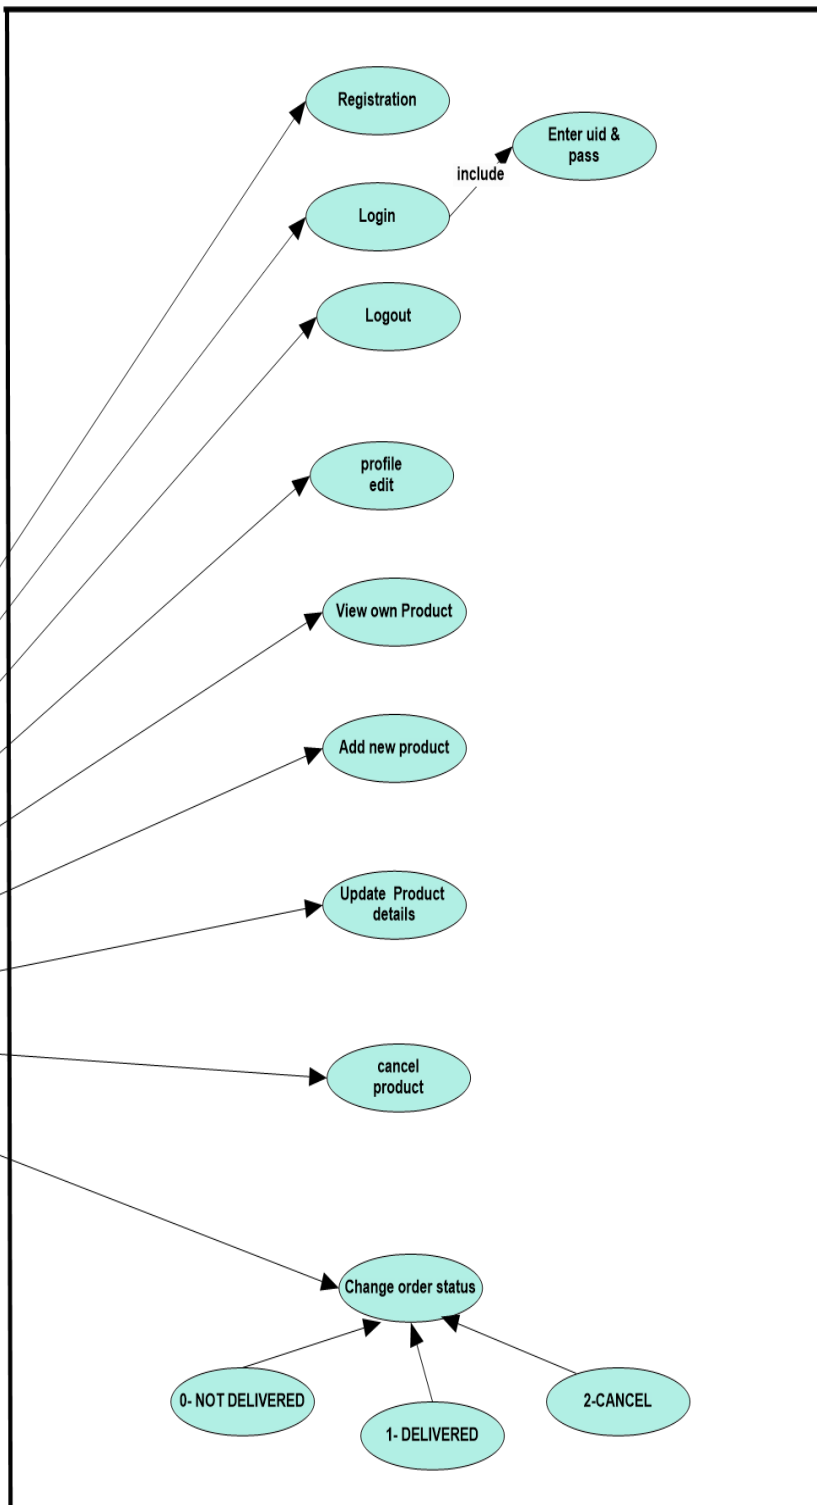 Registration
Enter uid &
pass
include
Login
Logout
profile
edit
View own Product
Add new product
Update  Product
details
cancel
product
Change order status
0- NOT DELIVERED
1- DELIVERED
2-CANCEL